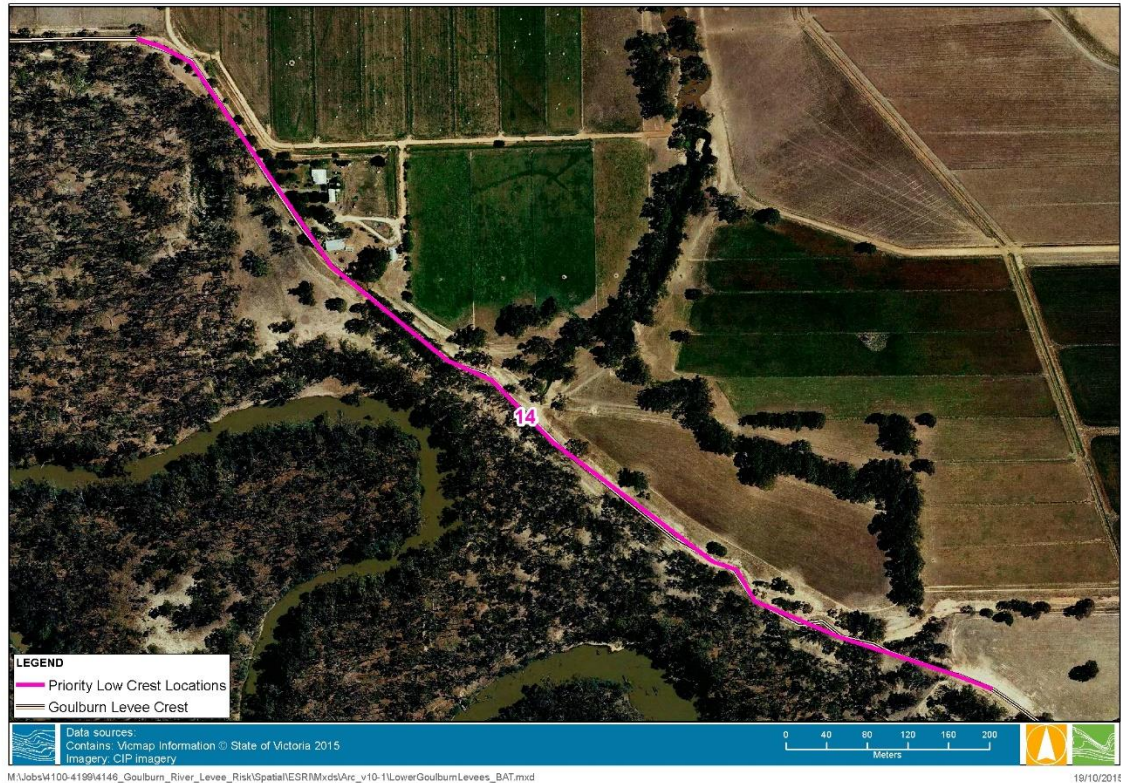 14
LEGEND
Priority Low Crest Locations
Goulburn Levee Crest
Data sources:
Contains: Vicmap Information © State of Victoria 2015
Imagery: CIP imagery
0 40 80 120 160 200
Meters
M:\Jobs\4100-4199\4146_Goulburn_River_Levee_Risk\Spatial\ESRI\Mxds\Arc_v10-1\LowerGoulburnLevees_BAT.mxd
19/10/2015